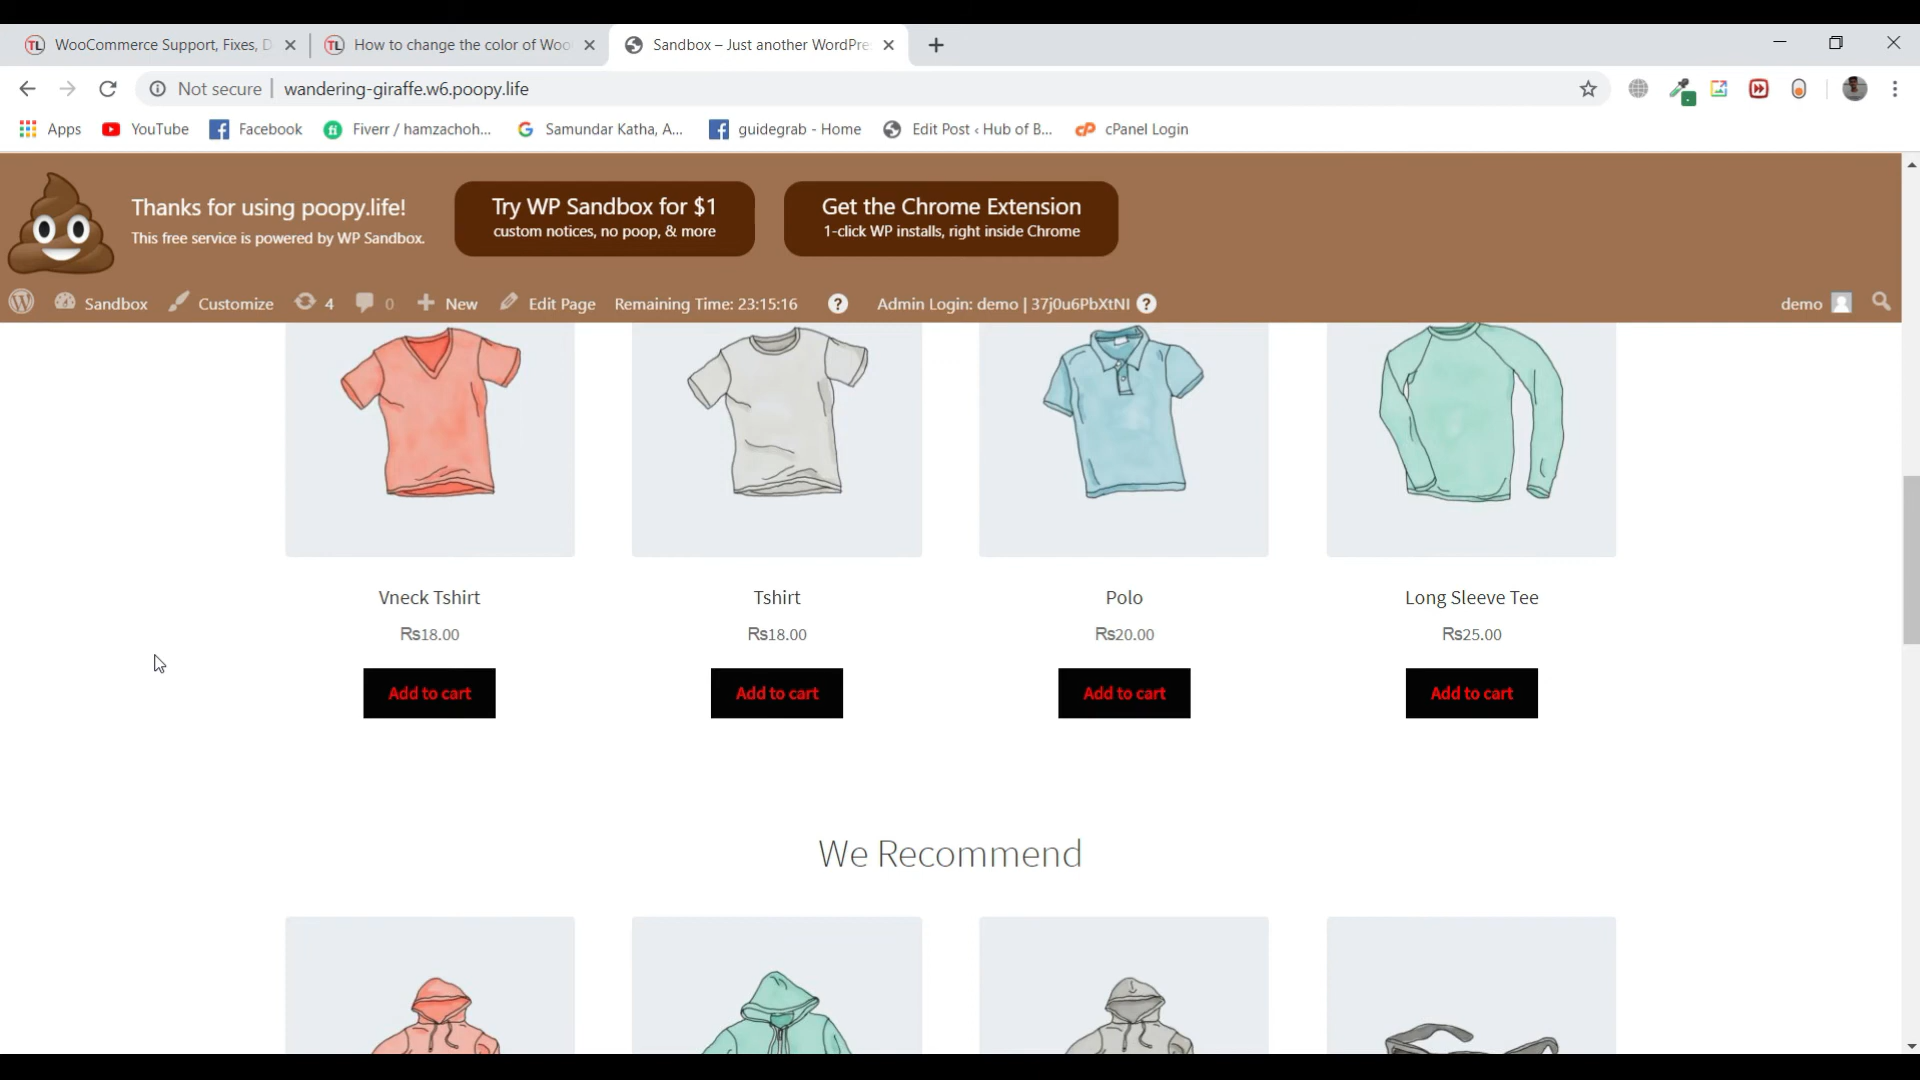 WooCommerce Support, Fixes, D
How to change the color of Woo
Sandbox – Just another WordPre
Not secure
wandering-giraffe.w6.poopy.life
Apps
YouTube
Facebook
Fiverr / hamzachoh...
Samundar Katha, A...
guidegrab - Home
Edit Post ‹ Hub of B...
cPanel Login
Thanks for using poopy.life!
This free service is powered by WP Sandbox.
Try WP Sandbox for $1
custom notices, no poop, & more
Get the Chrome Extension
1-click WP installs, right inside Chrome
Sandbox
Customize
4
0
New
Edit Page
Remaining Time: 23:15:16
Admin Login: demo | 37j0u6PbXtNI
demo
Vneck Tshirt
Tshirt
Polo
Long Sleeve Tee
₨18.00
₨18.00
₨20.00
₨25.00
Add to cart
Add to cart
Add to cart
Add to cart
We Recommend